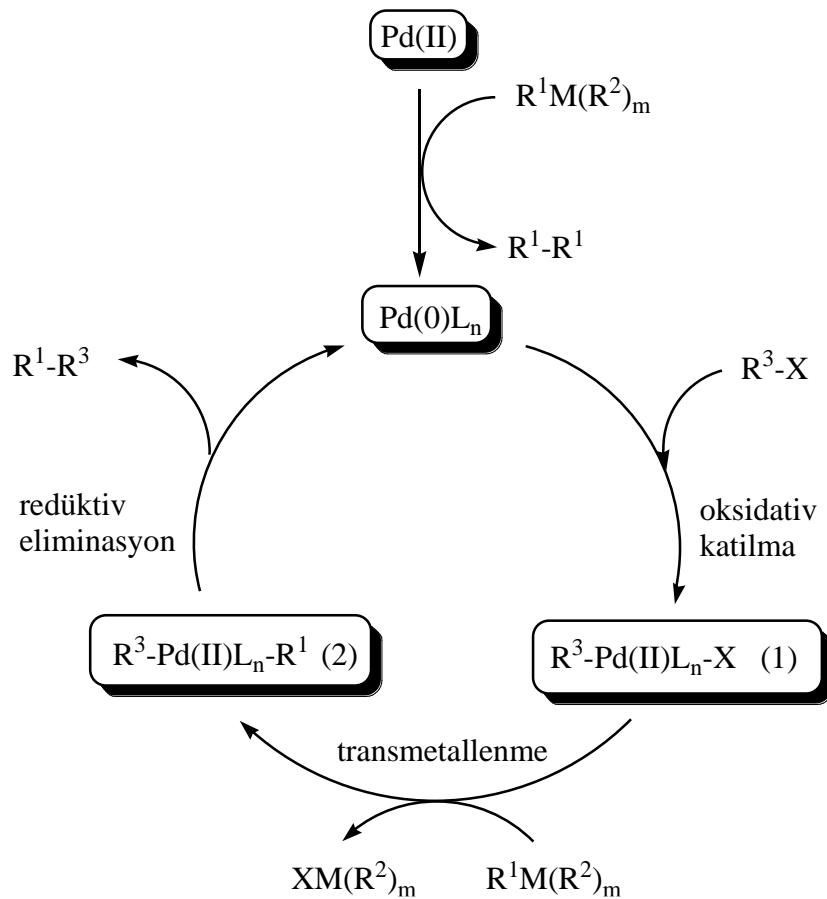 Pd(II)
R¹M(R²)ₘ
R¹-R¹
Pd(0)Lₙ
R¹-R³
R³-X
redüktiv
eliminasyon
oksidativ
katilma
R³-Pd(II)Lₙ-R¹ (2)
R³-Pd(II)Lₙ-X (1)
transmetallenme
XM(R²)ₘ
R¹M(R²)ₘ